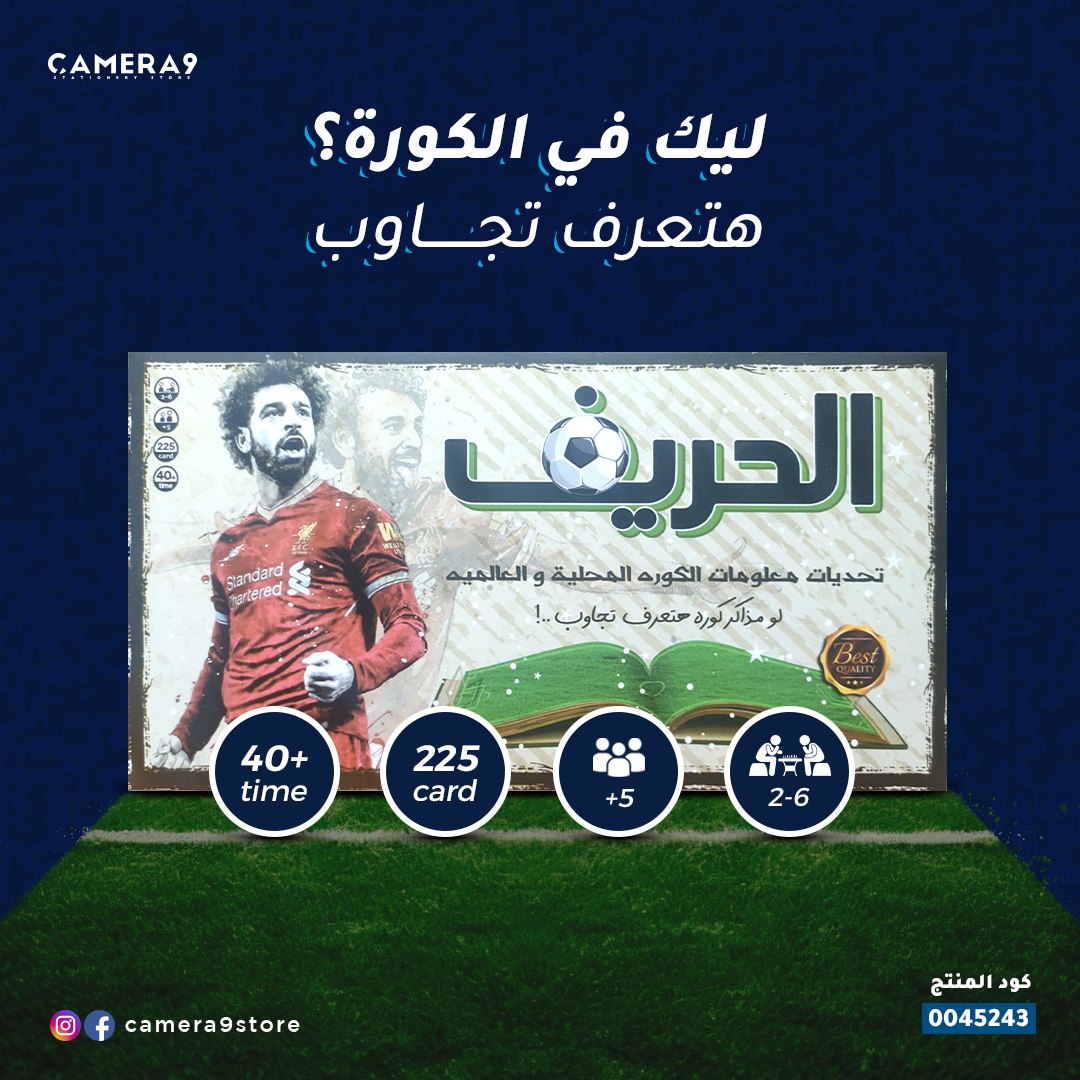 CAMERA9
STATIONERY STORE
ليك في الكورة؟
هتعرف تجـــاوب
2-6
+5
225
card
40+
time
الحريف
تحديات معلومات الكوره المحلية و العالميه
لو مذاكر كوره هتعرف تجاوب ..!
Standard
Chartered
L.F.C.
Best
QUALITY
40+
time
225
card
+5
2-6
كود المنتج
0045243
camera9store